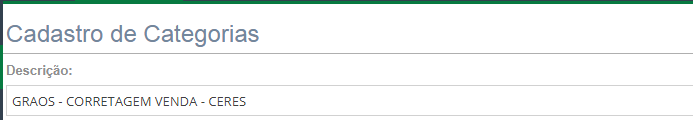 Cadastro de Categorias
Descrição:
GRAOS - CORRETAGEM VENDA - CERES